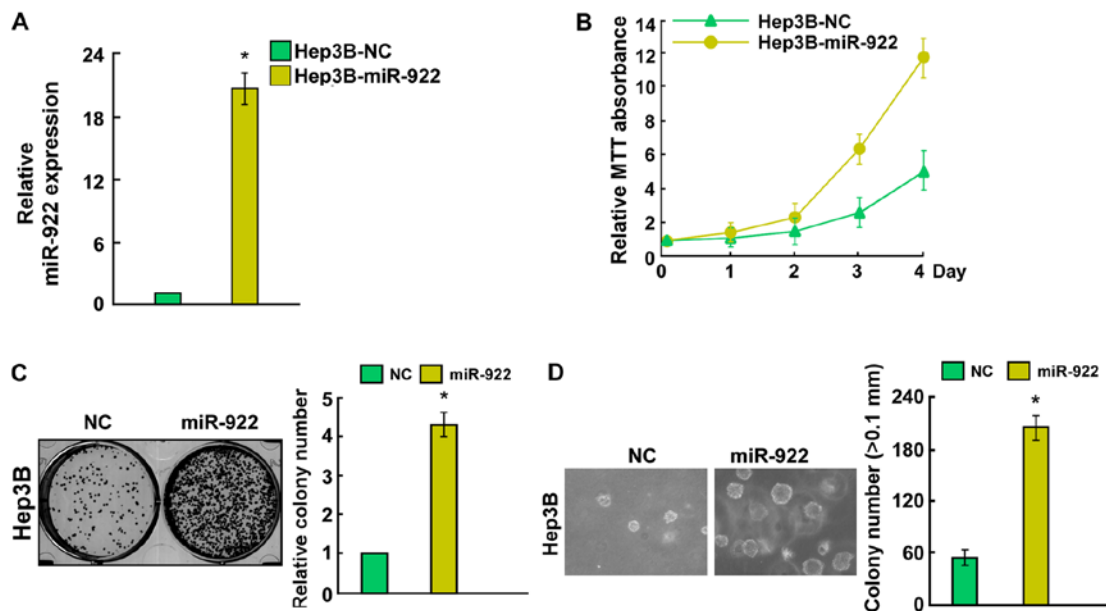 A
Relative
miR-922 expression
24
18
12
6
0
*
Hep3B-NC
Hep3B-miR-922
B
Relative MTT absorbance
14
12
10
8
6
4
2
0
0 1 2 3 4 Day
Hep3B-NC
Hep3B-miR-922
C
NC miR-922
Hep3B
NC miR-922
Relative colony number
5
4
3
2
1
0
*
D
NC miR-922
Hep3B
NC miR-922
Colony number (>0.1 mm)
240
180
120
60
0
*